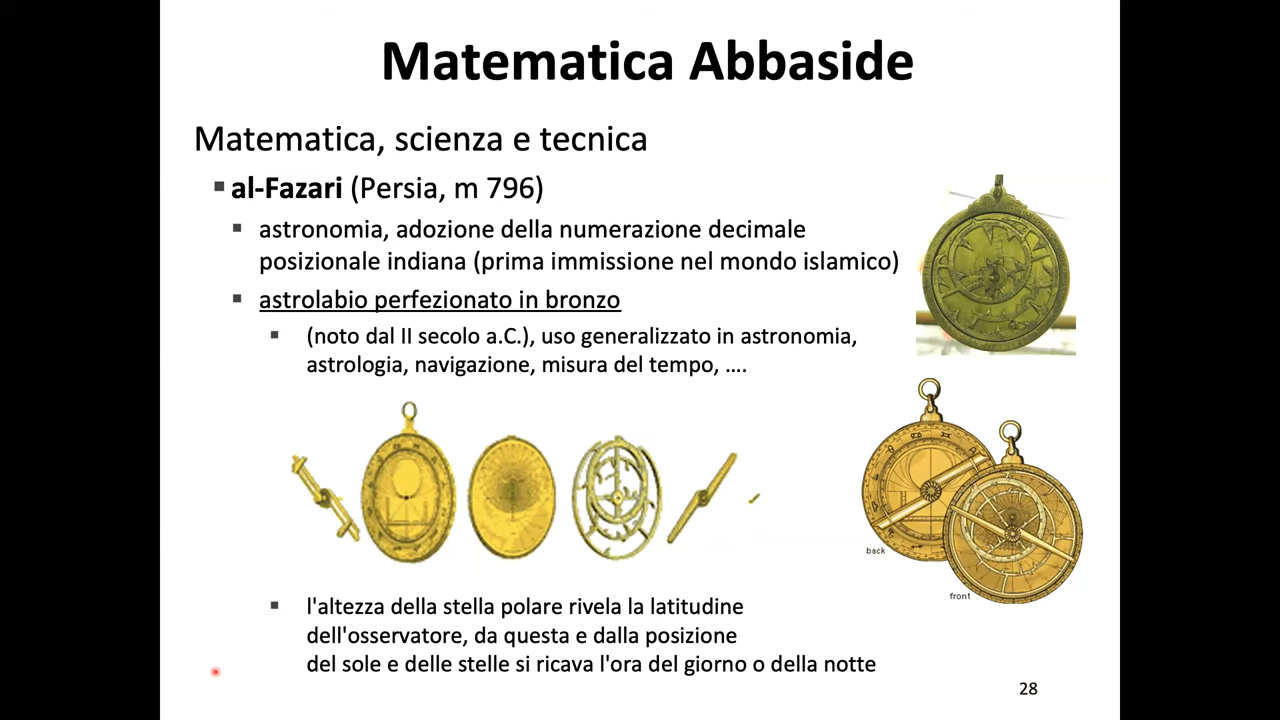 Matematica Abbaside
Matematica, scienza e tecnica
▪ al-Fazari (Persia, m 796)
▪ astronomia, adozione della numerazione decimale
posizionale indiana (prima immissione nel mondo islamico)
▪ astrolabio perfezionato in bronzo
▪ (noto dal II secolo a.C.), uso generalizzato in astronomia,
astrologia, navigazione, misura del tempo, ….
back
front
▪ l'altezza della stella polare rivela la latitudine
dell'osservatore, da questa e dalla posizione
del sole e delle stelle si ricava l'ora del giorno o della notte
28